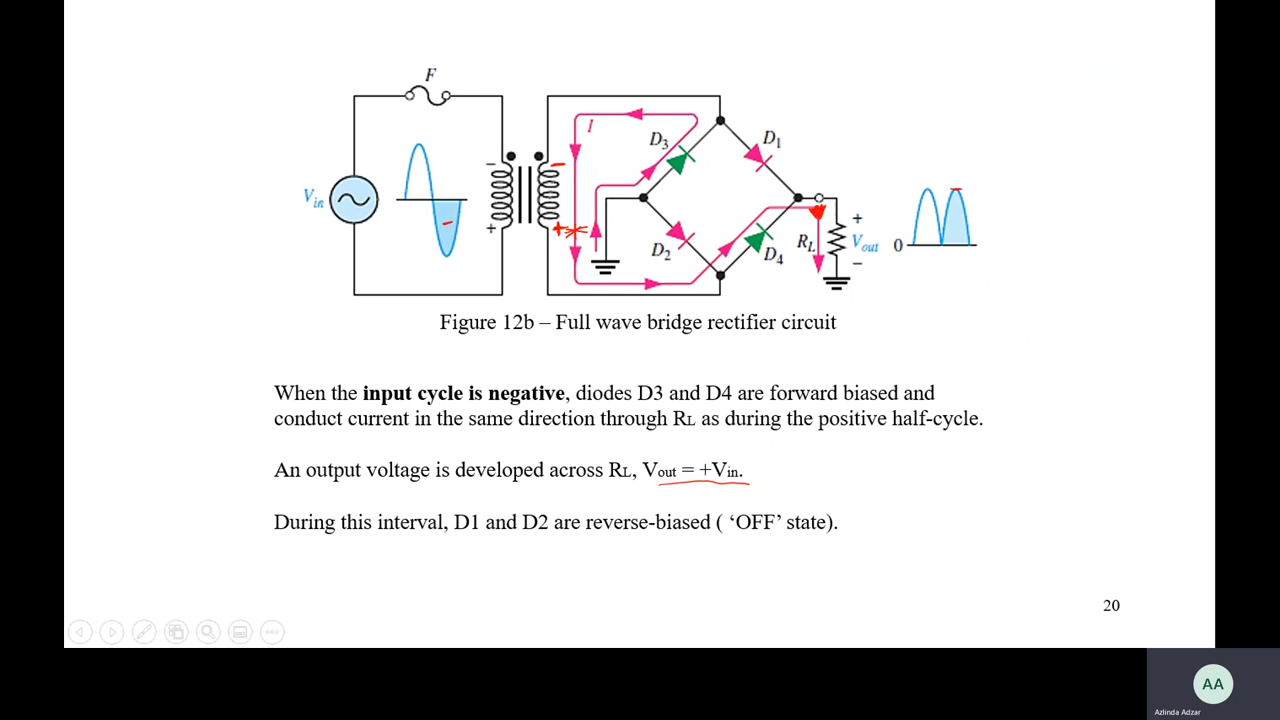 F
I
D3
D1
Vin
−
+
−
+
D2
D4
RL
+
Vout
−
0
Figure 12b – Full wave bridge rectifier circuit
When the input cycle is negative, diodes D3 and D4 are forward biased and
conduct current in the same direction through RL as during the positive half-cycle.
An output voltage is developed across RL, Vout = +Vin.
During this interval, D1 and D2 are reverse-biased ( ‘OFF’ state).
20
AA
Azlinda Adzar